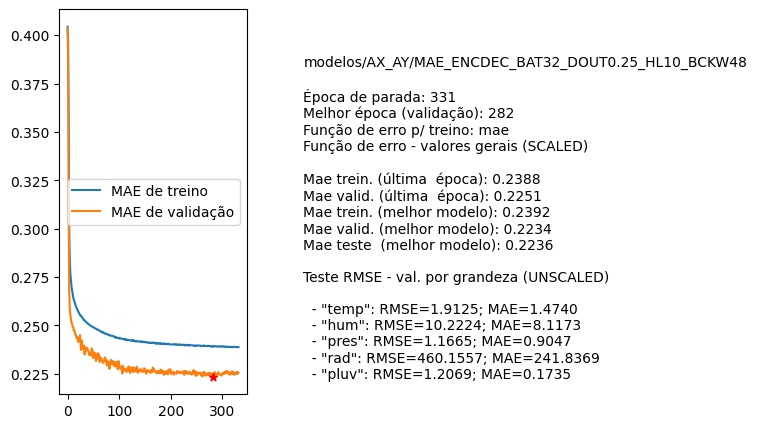 0.400
0.375
0.350
0.325
0.300
0.275
0.250
0.225
0
100
200
300
MAE de treino
MAE de validação
modelos/AX_AY/MAE_ENCDEC_BAT32_DOUT0.25_HL10_BCKW48
Época de parada: 331
Melhor época (validação): 282
Função de erro p/ treino: mae
Função de erro - valores gerais (SCALED)
Mae trein. (última  época): 0.2388
Mae valid. (última  época): 0.2251
Mae trein. (melhor modelo): 0.2392
Mae valid. (melhor modelo): 0.2234
Mae teste  (melhor modelo): 0.2236
Teste RMSE - val. por grandeza (UNSCALED)
- "temp": RMSE=1.9125; MAE=1.4740
- "hum": RMSE=10.2224; MAE=8.1173
- "pres": RMSE=1.1665; MAE=0.9047
- "rad": RMSE=460.1557; MAE=241.8369
- "pluv": RMSE=1.2069; MAE=0.1735